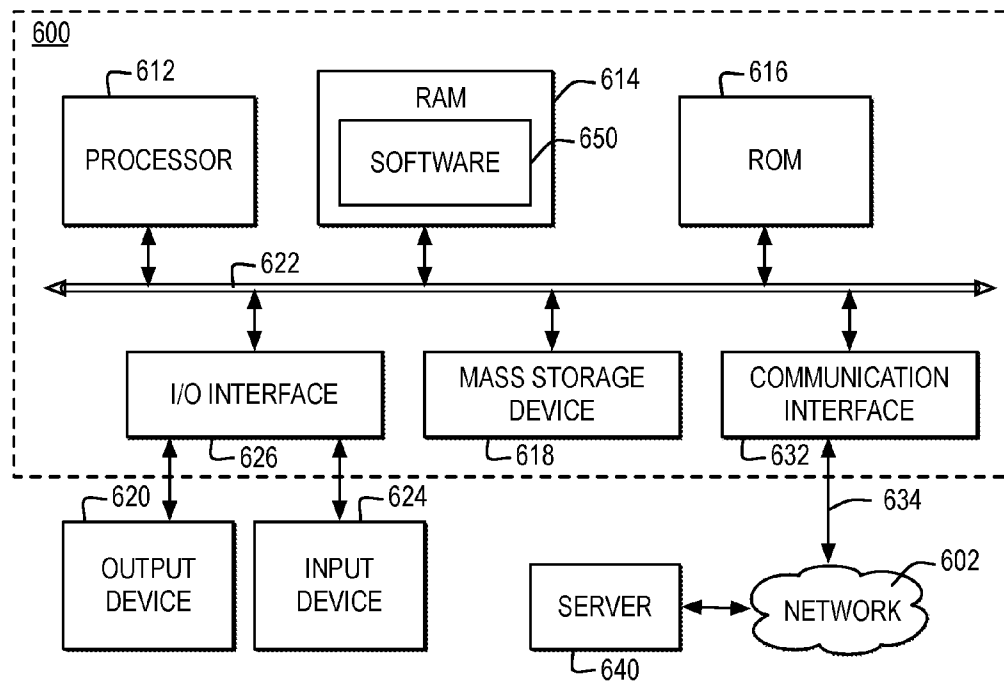 600
612
614
616
RAM
650
PROCESSOR
SOFTWARE
ROM
622
I/O INTERFACE
MASS STORAGE
DEVICE
COMMUNICATION
INTERFACE
626
618
632
620
624
634
OUTPUT
DEVICE
INPUT
DEVICE
602
SERVER
NETWORK
640